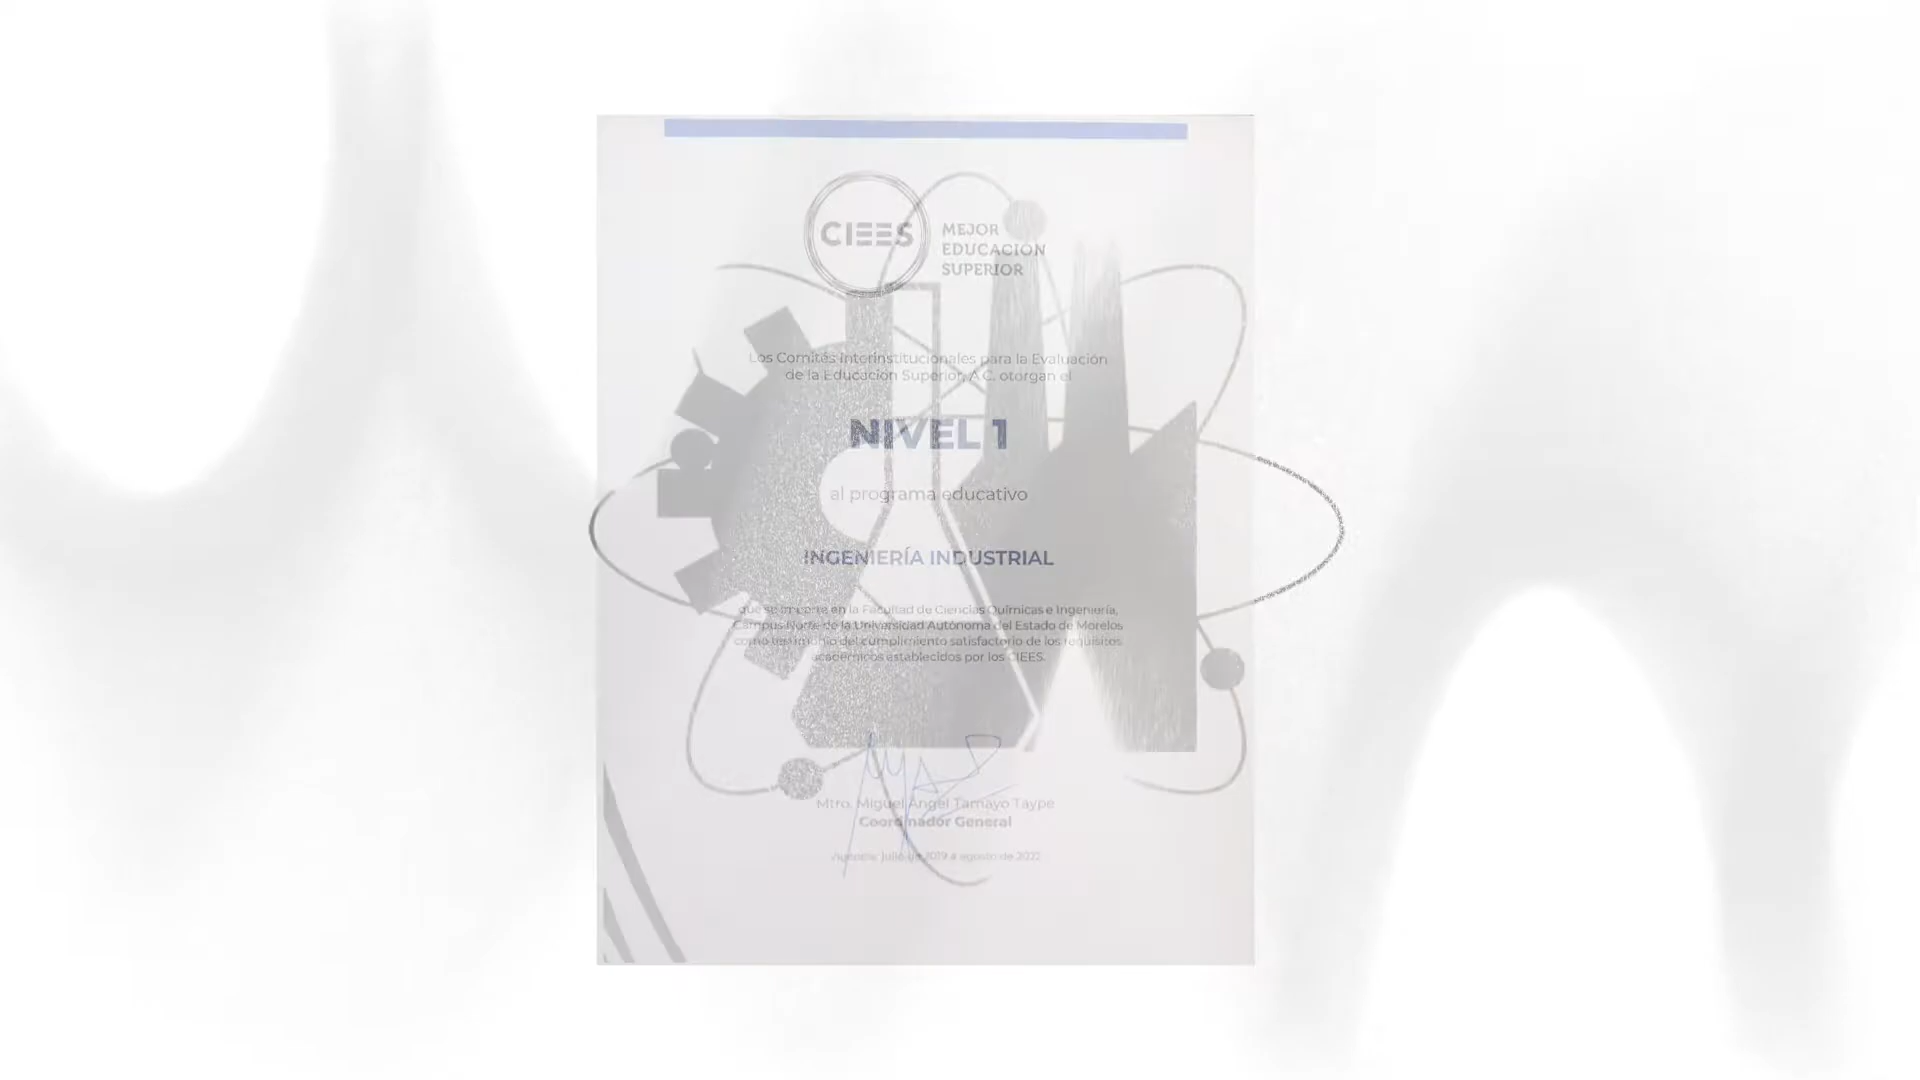 CIEES
MEJOR
EDUCACIÓN
SUPERIOR
Los Comités Interinstitucionales para la Evaluación
de la Educación Superior, A.C. otorgan el
NIVEL 1
al programa educativo
INGENIERÍA INDUSTRIAL
que se imparte en la Facultad de Ciencias Químicas e Ingeniería,
Campus Norte de la Universidad Autónoma del Estado de Morelos
como testimonio del cumplimiento satisfactorio de los requisitos
académicos establecidos por los CIEES.
Mtro. Miguel Ángel Tamayo Taype
Coordinador General
Vigencia: julio de 2019 a agosto de 2022